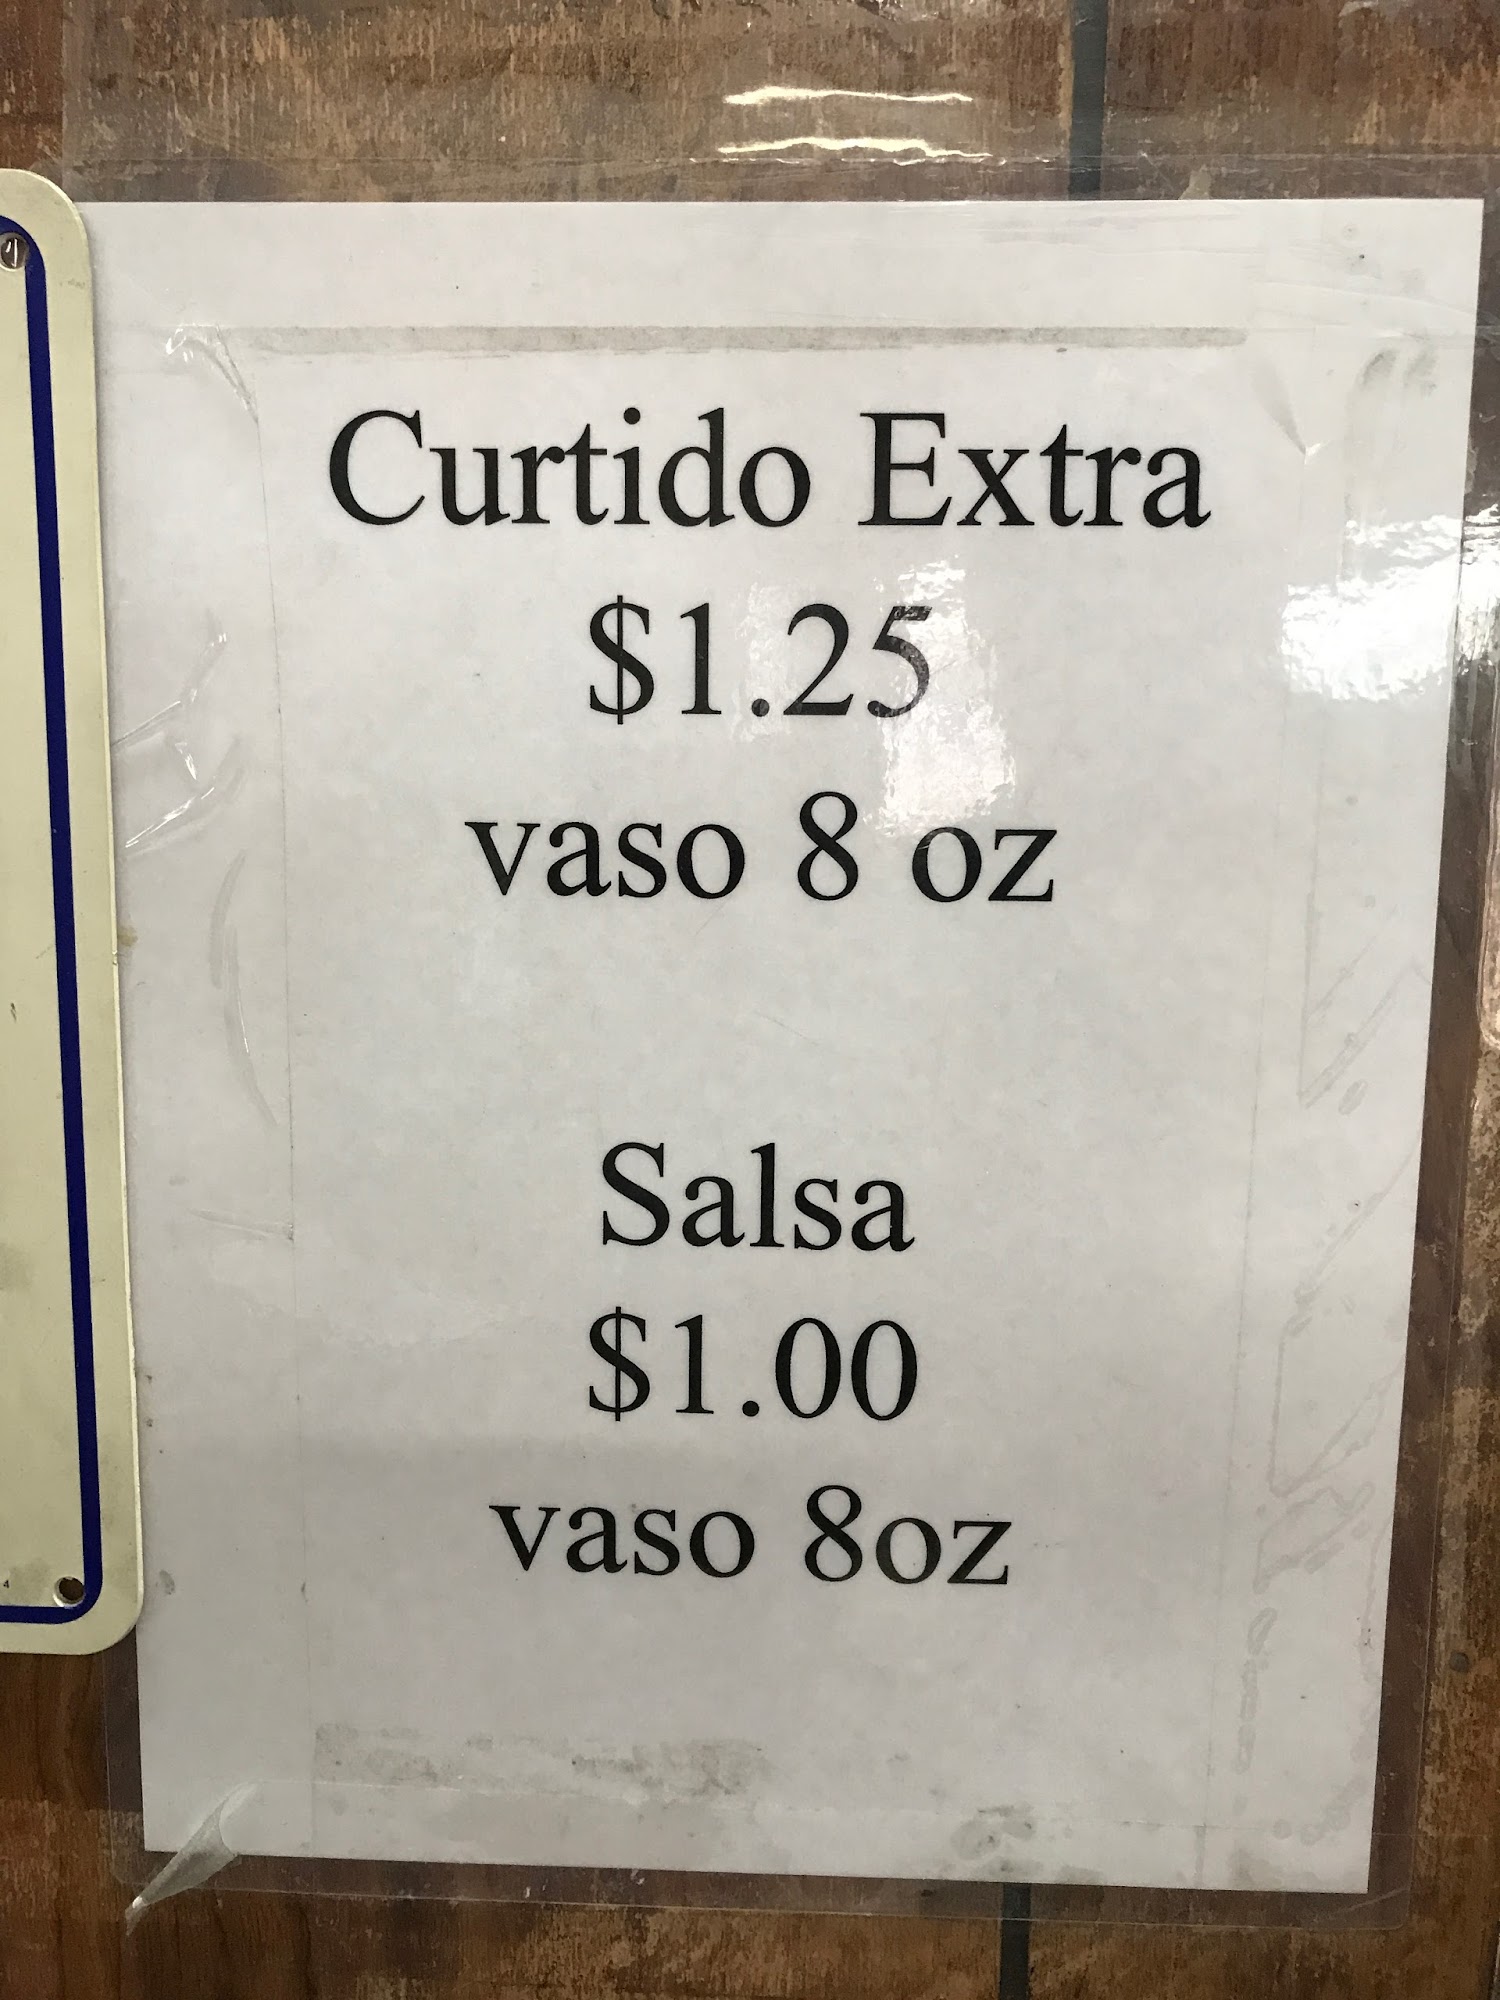 Curtido Extra
$1.25
vaso 8 oz
Salsa
$1.00
vaso 8oz